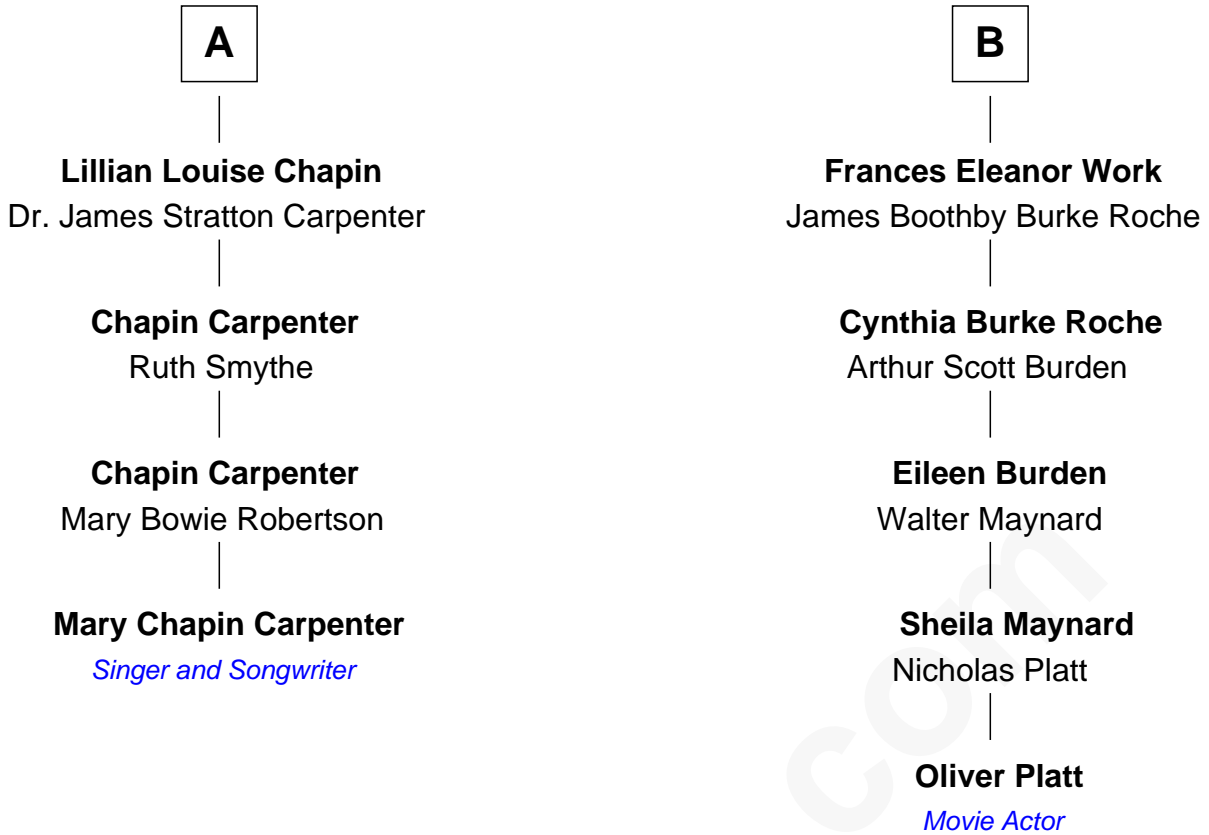 A
Lillian Louise Chapin
Dr. James Stratton Carpenter
Chapin Carpenter
Ruth Smythe
Chapin Carpenter
Mary Bowie Robertson
Mary Chapin Carpenter
Singer and Songwriter
B
Frances Eleanor Work
James Boothby Burke Roche
Cynthia Burke Roche
Arthur Scott Burden
Eileen Burden
Walter Maynard
Sheila Maynard
Nicholas Platt
Oliver Platt
Movie Actor
com